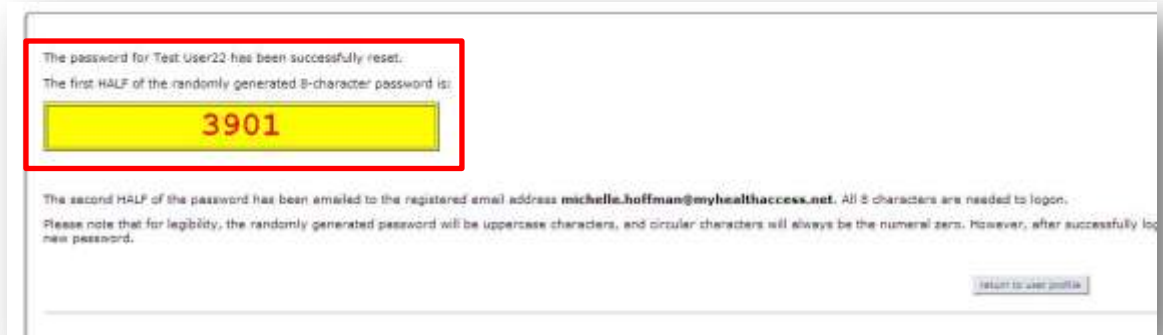 The password for Test User22 has been successfully reset.
The first HALF of the randomly generated 8-character password is:
3901
The second HALF of the password has been emailed to the registered email address michelle.hoffman@myhealthaccess.net. All 8 characters are needed to logon.
Please note that for legibility, the randomly generated password will be uppercase characters, and circular characters will always be the numeral zero. However, after successfully log
new password.
return to user profile